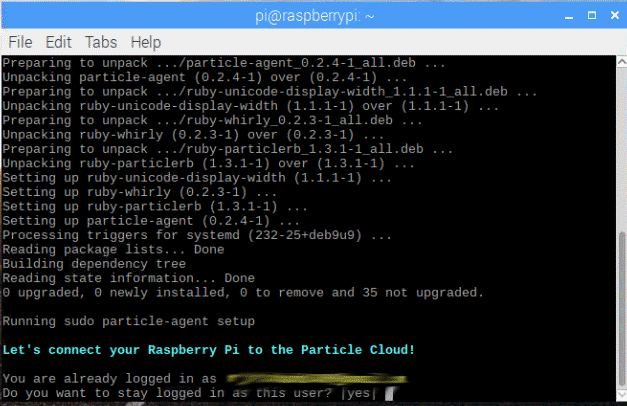 pi@raspberrypi: ~
File Edit Tabs Help
Preparing to unpack .../particle-agent_0.2.4-1_all.deb ...
Unpacking particle-agent (0.2.4-1) over (0.2.4-1) ...
Preparing to unpack .../ruby-unicode-display-width_1.1.1-1_all.deb ...
Unpacking ruby-unicode-display-width (1.1.1-1) over (1.1.1-1) ...
Preparing to unpack .../ruby-whirly_0.2.3-1_all.deb ...
Unpacking ruby-whirly (0.2.3-1) over (0.2.3-1) ...
Preparing to unpack .../ruby-particlerb_1.3.1-1_all.deb ...
Unpacking ruby-particlerb (1.3.1-1) over (1.3.1-1) ...
Setting up ruby-unicode-display-width (1.1.1-1) ...
Setting up ruby-whirly (0.2.3-1) ...
Setting up ruby-particlerb (1.3.1-1) ...
Setting up particle-agent (0.2.4-1) ...
Processing triggers for systemd (232-25+deb9u9) ...
Reading package lists... Done
Building dependency tree
Reading state information... Done
0 upgraded, 0 newly installed, 0 to remove and 35 not upgraded.
Running sudo particle-agent setup
Let's connect your Raspberry Pi to the Particle Cloud!
You are already logged in as
Do you want to stay logged in as this user? |yes|